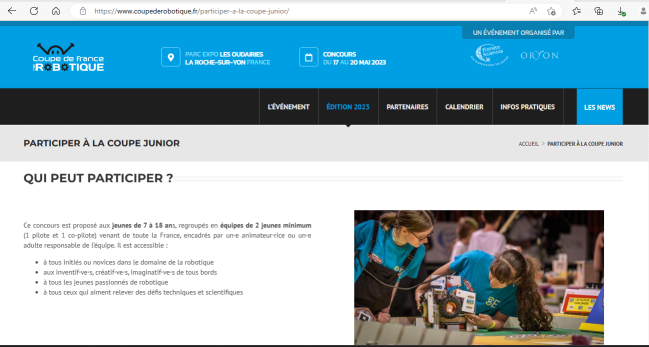 https://www.coupederobotique.fr/participer-a-la-coupe-junior/
UN ÉVÉNEMENT ORGANISÉ PAR
Coupe de France
DE ROBOTIQUE
PARC EXPO LES OUDAIRIES
LA ROCHE-SUR-YON FRANCE
CONCOURS
DU 17 AU 20 MAI 2023
ORYON
L'ÉVÉNEMENT
ÉDITION 2023
PARTENAIRES
CALENDRIER
INFOS PRATIQUES
LES NEWS
PARTICIPER À LA COUPE JUNIOR
ACCUEIL > PARTICIPER À LA COUPE JUNIOR
QUI PEUT PARTICIPER ?
Ce concours est proposé aux jeunes de 7 à 18 ans, regroupés en équipes de 2 jeunes minimum
(1 pilote et 1 co-pilote) venant de toute la France, encadrés par un·e animateur·rice ou un·e
adulte responsable de l'équipe. Il est accessible :
• à tous initiés ou novices dans le domaine de la robotique
• aux inventif·ve·s, créatif·ve·s, imaginatif·ve·s de tous bords
• à tous les jeunes passionnés de robotique
• à tous ceux qui aiment relever des défis techniques et scientifiques